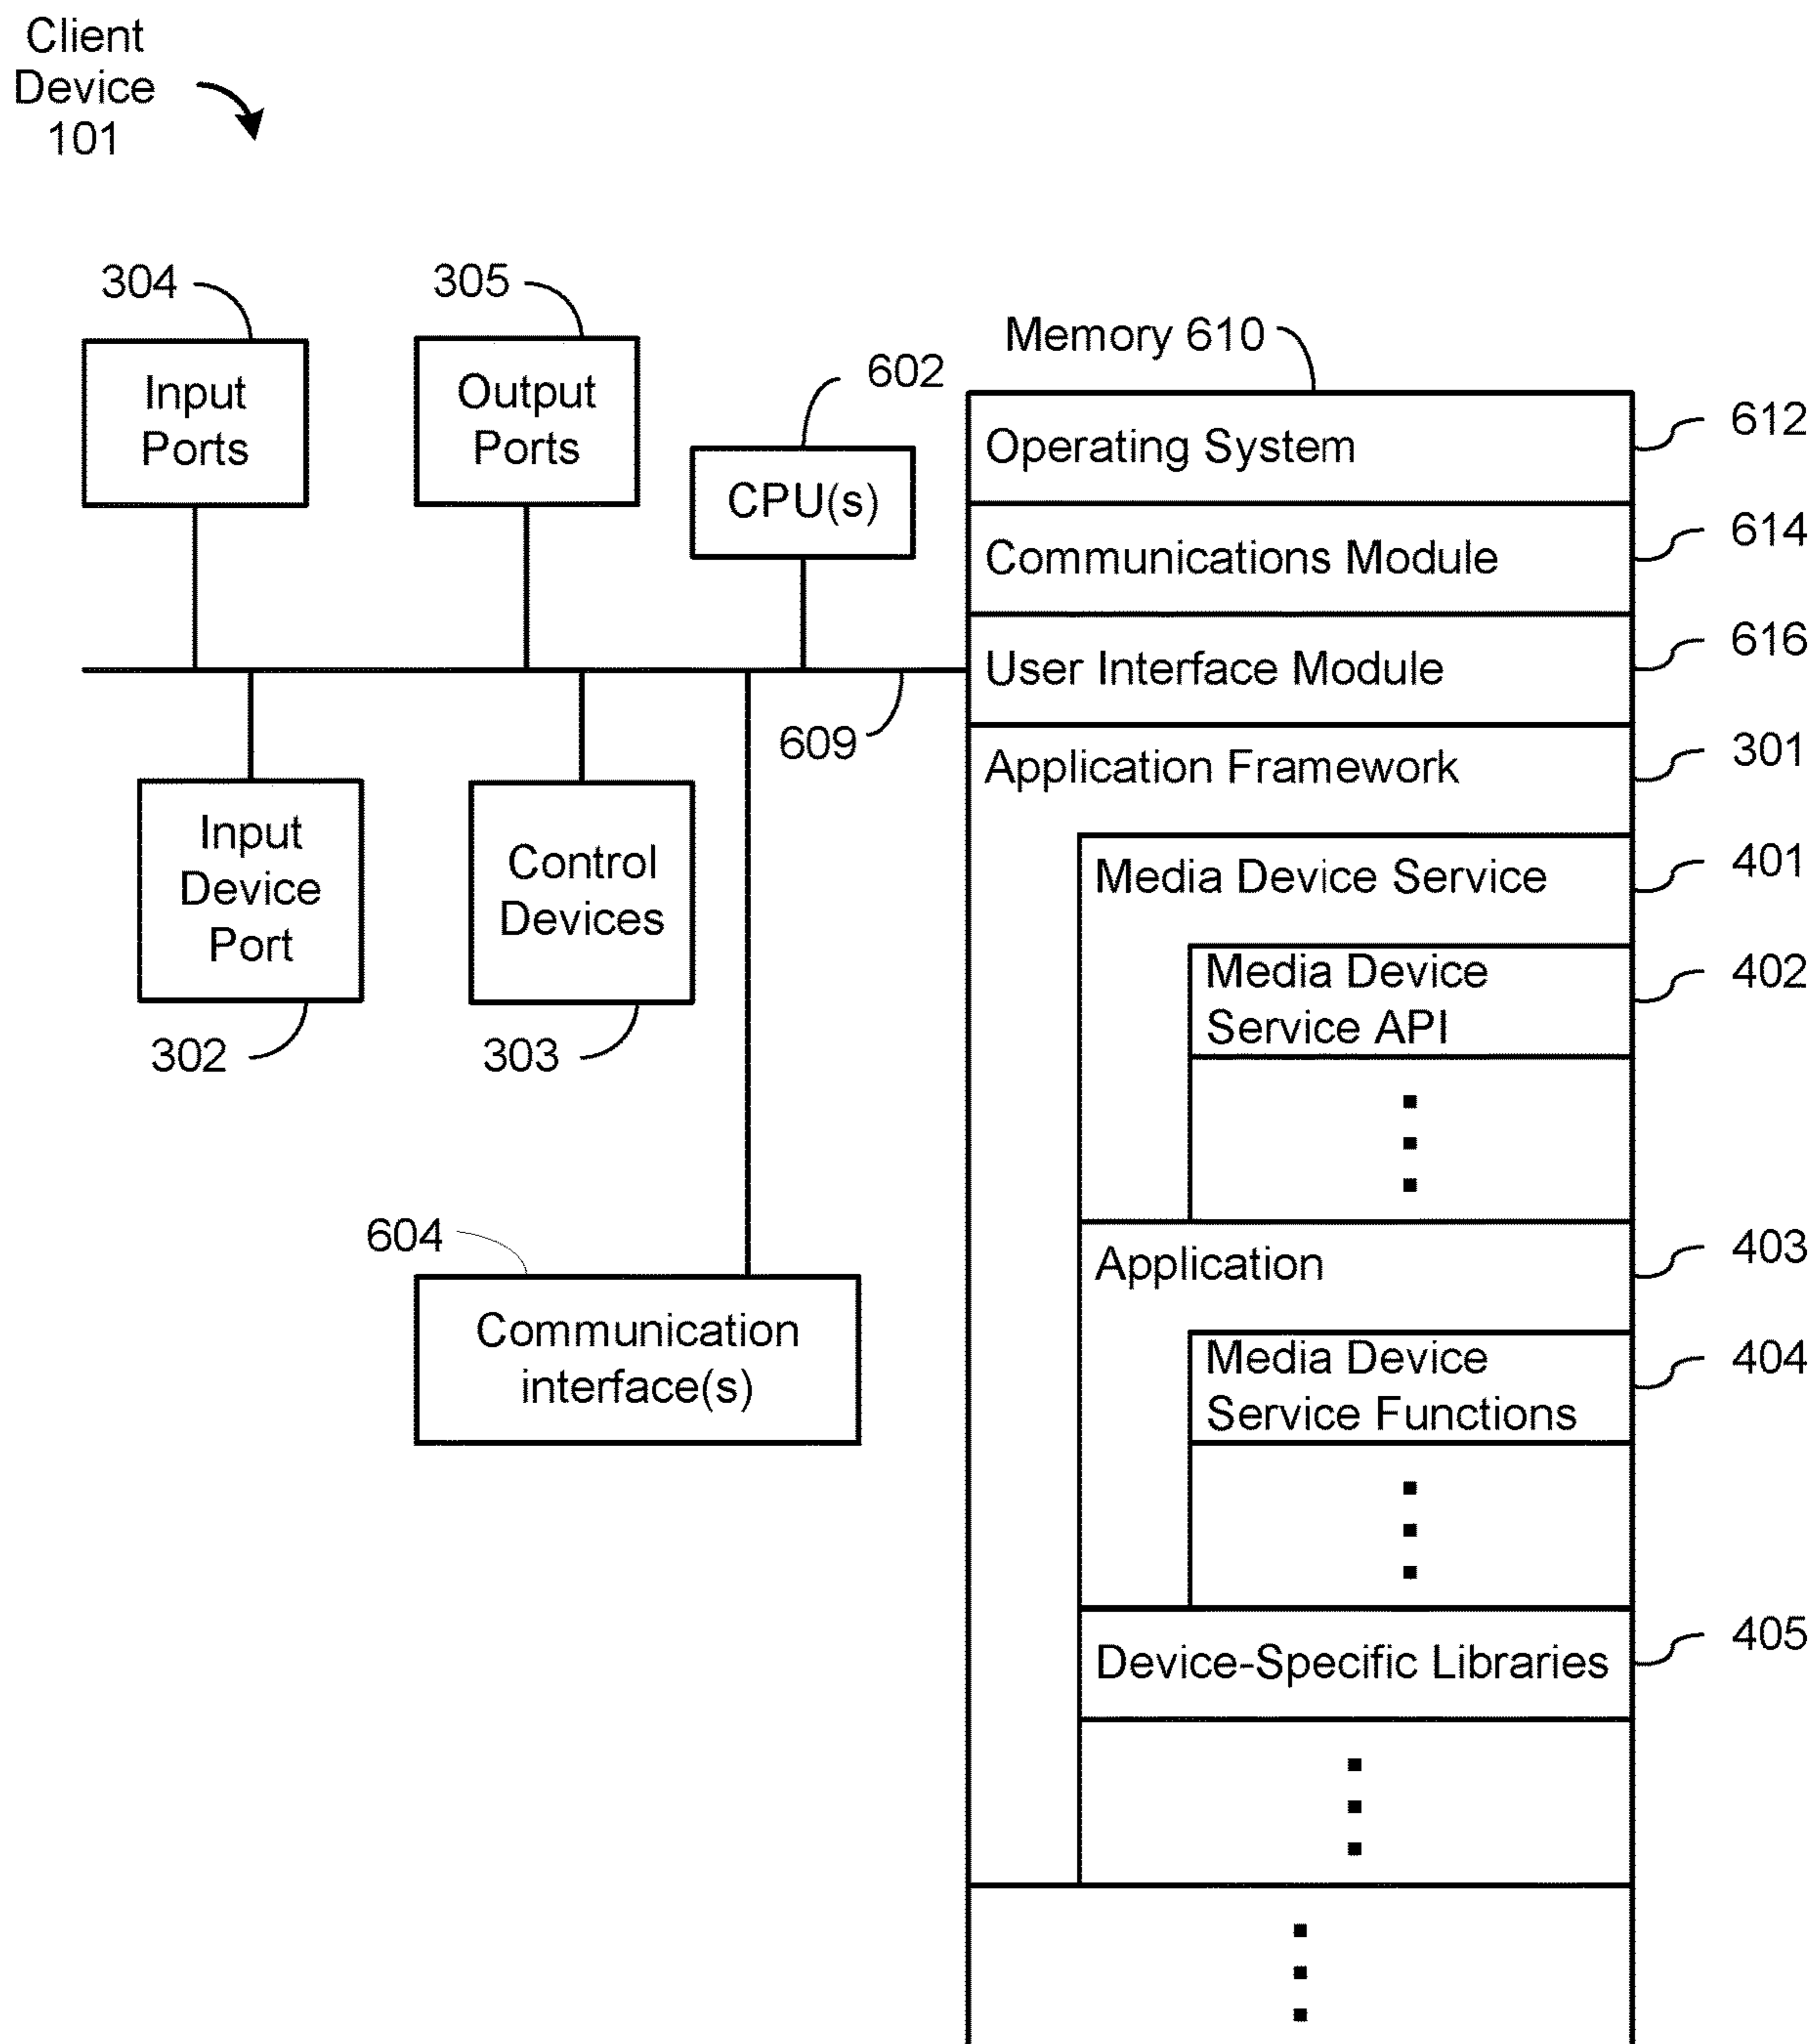 Client
Device
101
304
305
Memory 610
602
612
Input
Ports
Output
Ports
CPU(s)
Operating System
614
Communications Module
616
User Interface Module
609
301
Application Framework
Input
Device
Port
Control
Devices
401
Media Device Service
402
Media Device
Service API
302
303
604
403
Application
Communication
interface(s)
404
Media Device
Service Functions
405
Device-Specific Libraries